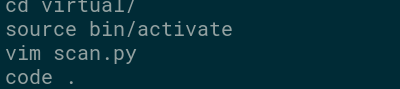 cd virtual/
source bin/activate
vim scan.py
code .